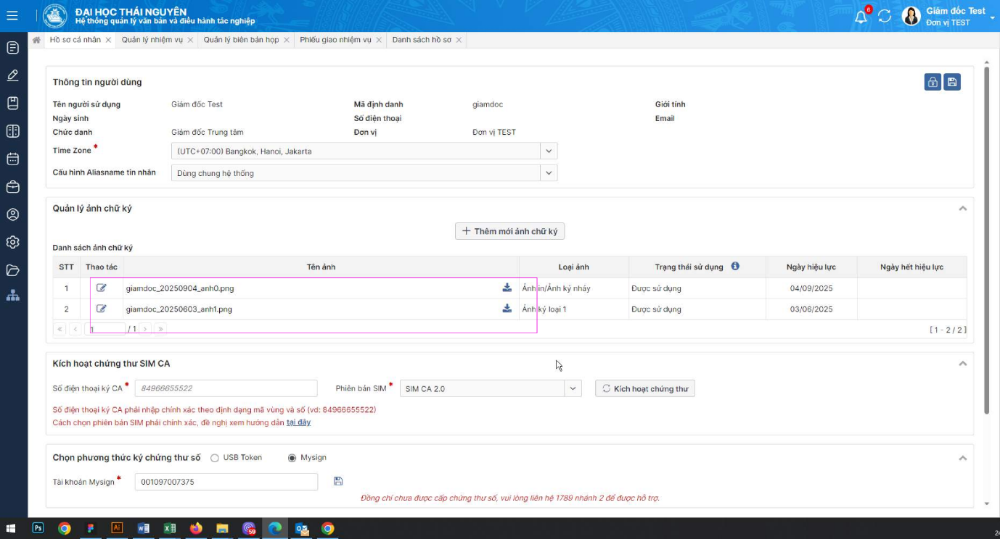 ĐẠI HỌC THÁI NGUYÊN
Hệ thống quản lý văn bản và điều hành tác nghiệp
6
Giám đốc Test
Đơn vị TEST
Hồ sơ cá nhân
Quản lý nhiệm vụ
Quản lý biên bản họp
Phiếu giao nhiệm vụ
Danh sách hồ sơ
Thông tin người dùng
Tên người sử dụng Giám đốc Test Mã định danh giamdoc Giới tính
Ngày sinh Số điện thoại Email
Chức danh Giám đốc Trung tâm Đơn vị Đơn vị TEST
Time Zone * (UTC+07:00) Bangkok, Hanoi, Jakarta
Cấu hình Aliasname tin nhắn Dùng chung hệ thống
Quản lý ảnh chữ ký
+ Thêm mới ảnh chữ ký
Danh sách ảnh chữ ký
STT Thao tác Tên ảnh Loại ảnh Trạng thái sử dụng Ngày hiệu lực Ngày hết hiệu lực
1 giamdoc_20250904_anh0.png Ảnh in/Ảnh ký nháy Được sử dụng 04/09/2025
2 giamdoc_20250603_anh1.png Ảnh ký loại 1 Được sử dụng 03/06/2025
« < 1 / 1 > » [ 1 - 2 / 2 ]
Kích hoạt chứng thư SIM CA
Số điện thoại ký CA * 84966655522 Phiên bản SIM * SIM CA 2.0 Kích hoạt chứng thư
Số điện thoại ký CA phải nhập chính xác theo định dạng mã vùng và số (vd: 84966655522)
Cách chọn phiên bản SIM phải chính xác, đề nghị xem hướng dẫn tại đây
Chọn phương thức ký chứng thư số USB Token Mysign
Tài khoản Mysign * 001097007375
Đồng chí chưa được cấp chứng thư số, vui lòng liên hệ 1789 nhánh 2 để được hỗ trợ.
Ps
Ai
59